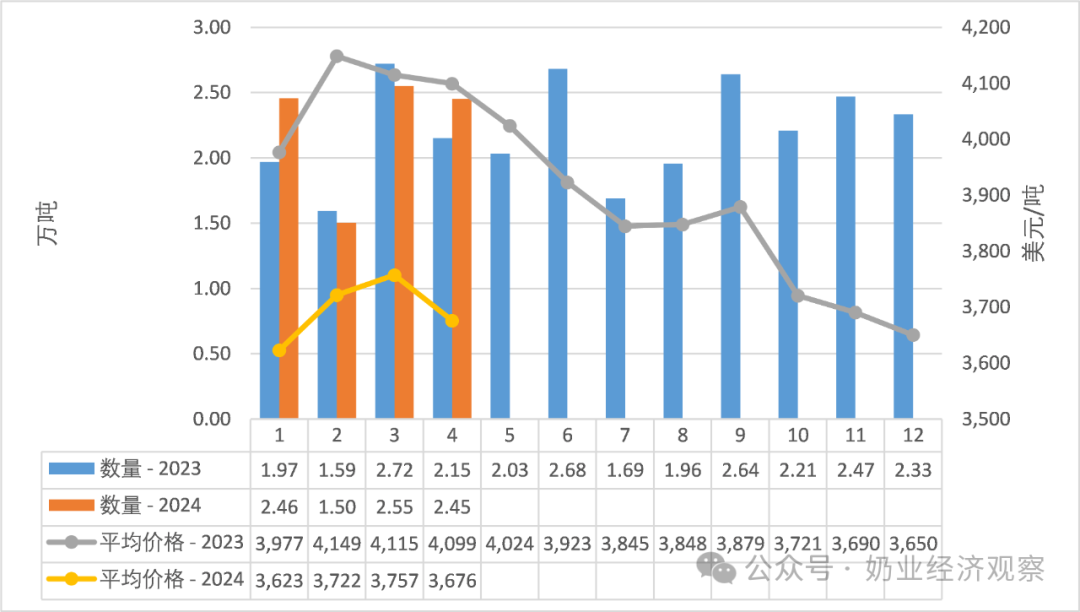 3.00
2.50
2.00
1.50
1.00
0.50
0.00
万吨
4,200
4,100
4,000
3,900
3,800
3,700
3,600
3,500
美元/吨
1 2 3 4 5 6 7 8 9 10 11 12
数量 - 2023 1.97 1.59 2.72 2.15 2.03 2.68 1.69 1.96 2.64 2.21 2.47 2.33
数量 - 2024 2.46 1.50 2.55 2.45
平均价格 - 2023 3,977 4,149 4,115 4,099 4,024 3,923 3,845 3,848 3,879 3,721 3,690 3,650
平均价格 - 2024 3,623 3,722 3,757 3,676
公众号 · 奶业经济观察